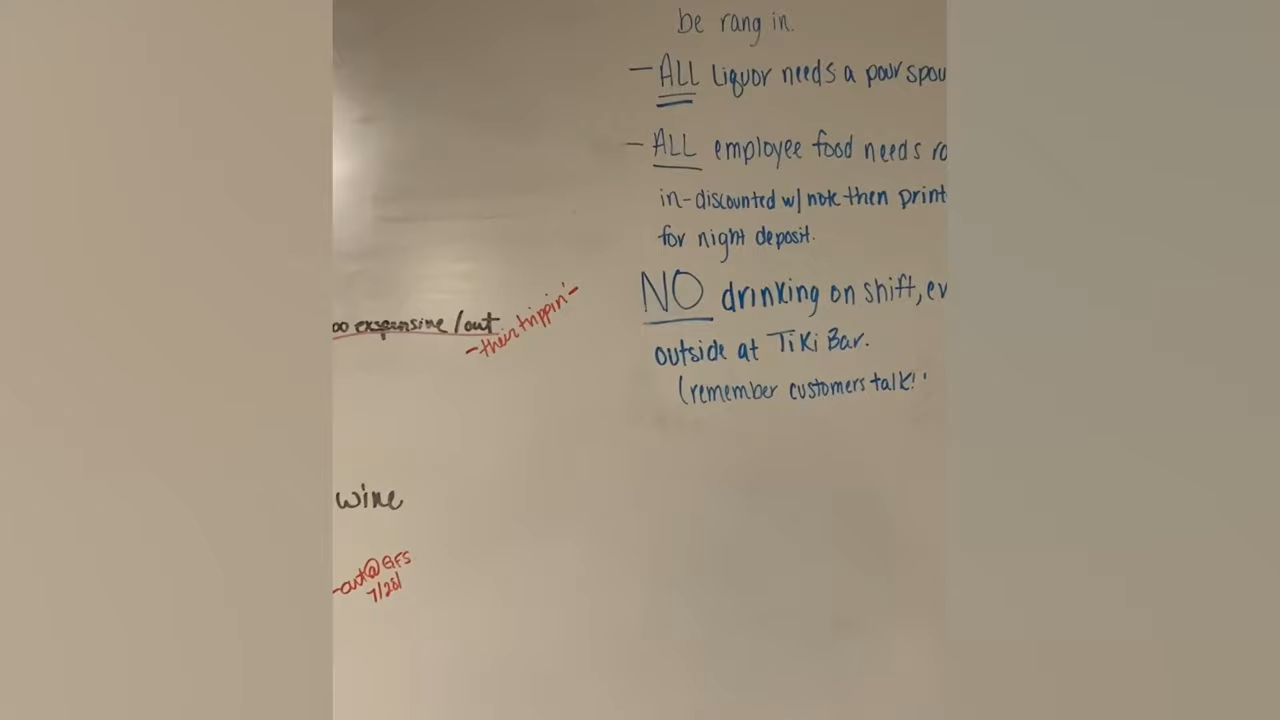 be rang in.
— ALL Liquor needs a pour spou
— ALL employee food needs ra
in-discounted w/ note then print
for night deposit.
NO drinking on shift, ev
outside at Tiki Bar.
(remember customers talk!
oo expensive / out
- their trippin' -
wine
- out @ GFS
7/28/